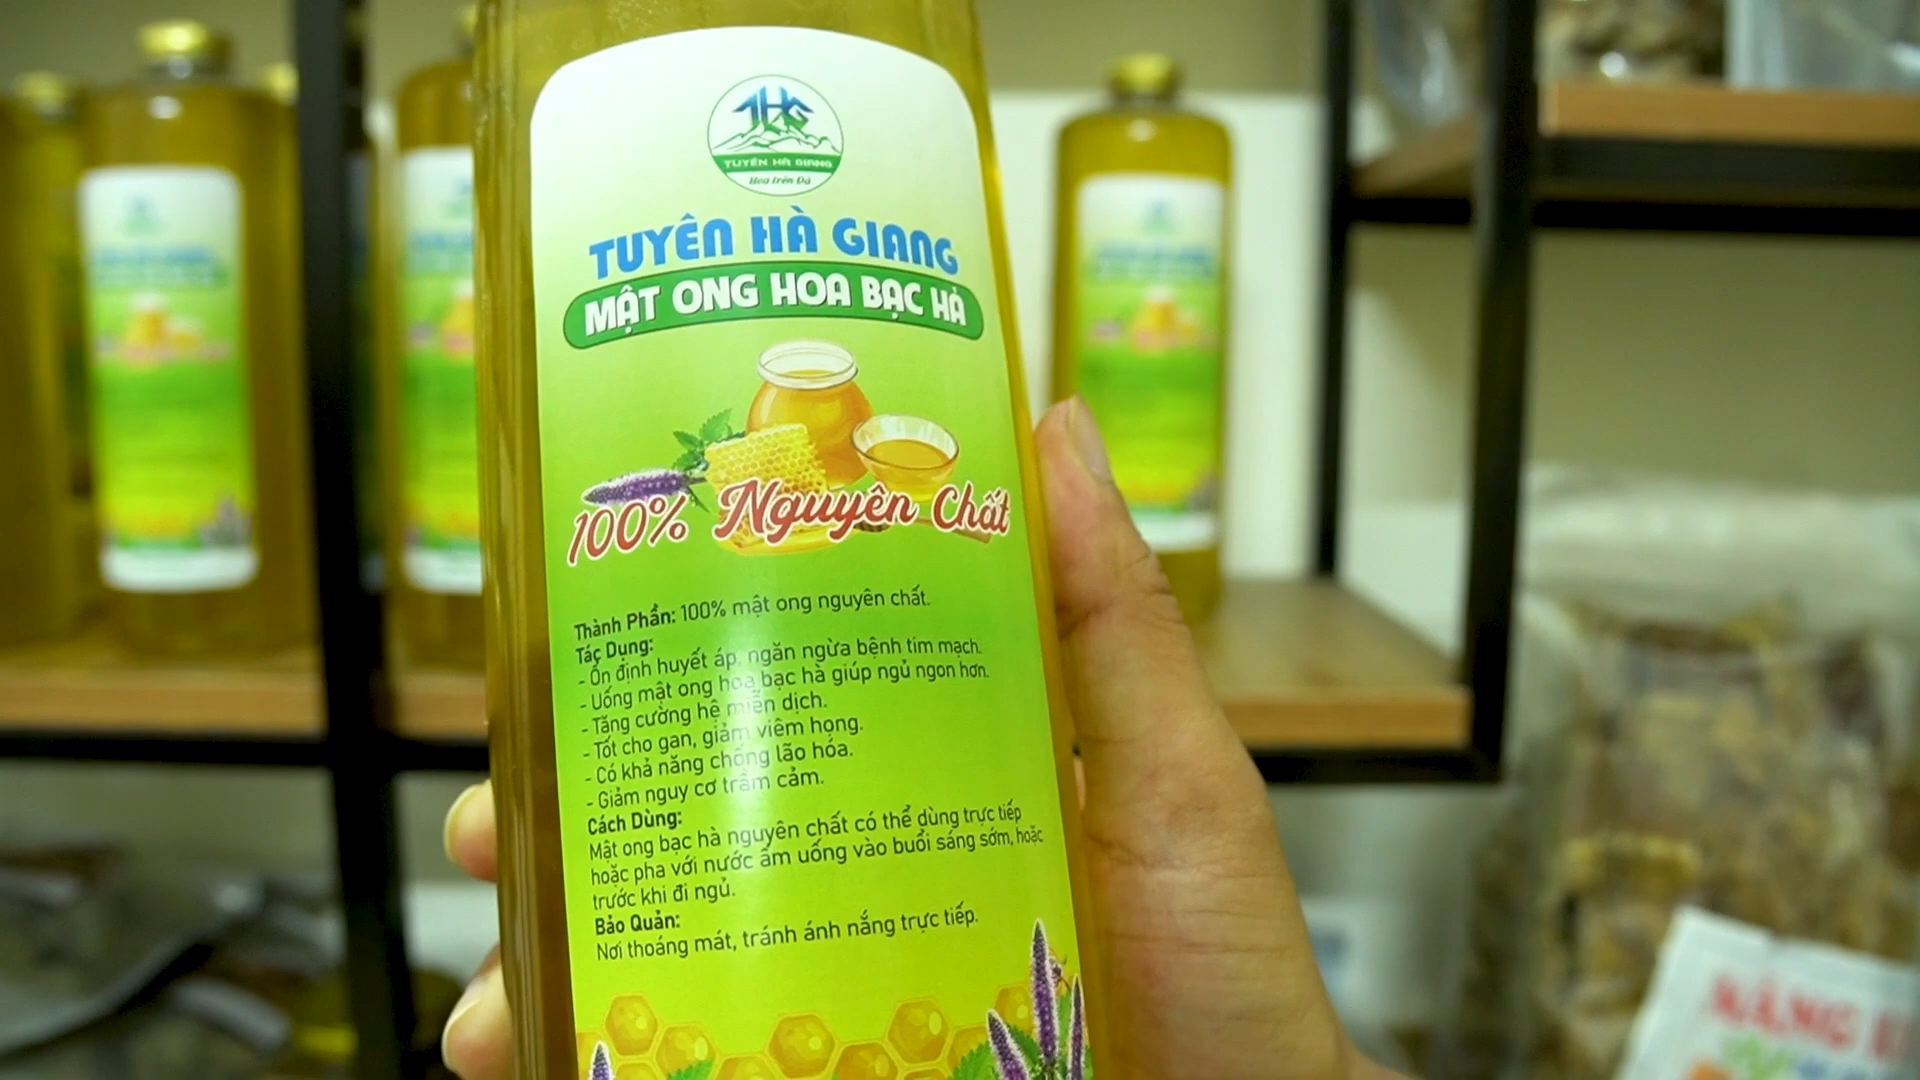 THG
TUYÊN HÀ GIANG
Hoa trên Đá
TUYÊN HÀ GIANG
MẬT ONG HOA BẠC HÀ
100% Nguyên Chất
Thành Phần: 100% mật ong nguyên chất.
Tác Dụng:
- Ổn định huyết áp, ngăn ngừa bệnh tim mạch.
- Uống mật ong hoa bạc hà giúp ngủ ngon hơn.
- Tăng cường hệ miễn dịch.
- Tốt cho gan, giảm viêm họng.
- Có khả năng chống lão hóa.
- Giảm nguy cơ trầm cảm.
Cách Dùng:
Mật ong bạc hà nguyên chất có thể dùng trực tiếp
hoặc pha với nước ấm uống vào buổi sáng sớm, hoặc
trước khi đi ngủ.
Bảo Quản:
Nơi thoáng mát, tránh ánh nắng trực tiếp.